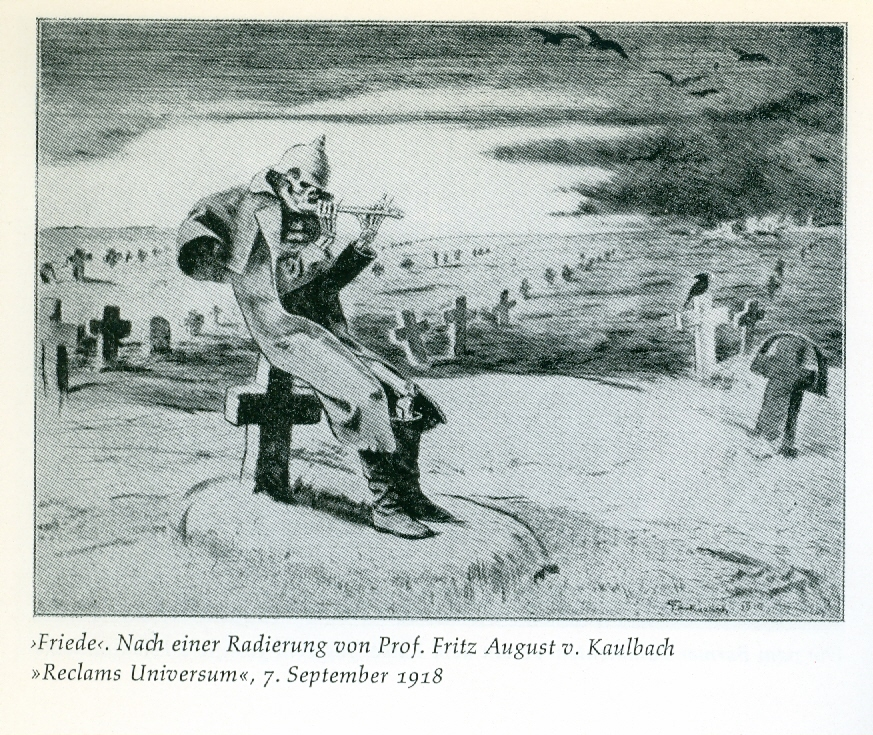 ›Friede‹. Nach einer Radierung von Prof. Fritz August v. Kaulbach
»Reclams Universum«, 7. September 1918